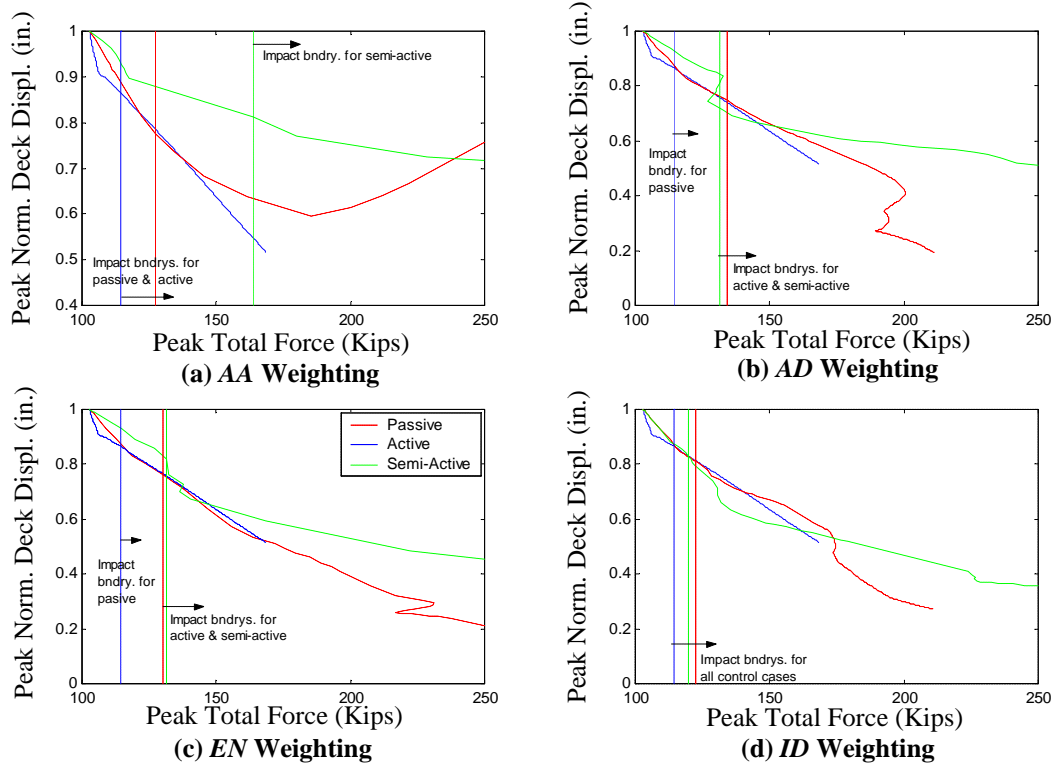 Peak Norm. Deck Displ. (in.)
1
0.9
0.8
0.7
0.6
0.5
0.4
Impact bndry. for semi-active
Impact bndrys. for
passive & active
100
150
200
250
Peak Total Force (Kips)
(a) AA Weighting
Peak Norm. Deck Displ. (in.)
1
0.8
0.6
0.4
0.2
0
Impact
bndry. for
passive
Impact bndrys. for
active & semi-active
100
150
200
250
Peak Total Force (Kips)
(b) AD Weighting
Peak Norm. Deck Displ. (in.)
1
0.8
0.6
0.4
0.2
0
Passive
Active
Semi-Active
Impact
bndry. for
pasive
Impact bndrys. for
active & semi-active
100
150
200
250
Peak Total Force (Kips)
(c) EN Weighting
Peak Norm. Deck Displ. (in.)
1
0.8
0.6
0.4
0.2
0
Impact bndrys. for
all control cases
100
150
200
250
Peak Total Force (Kips)
(d) ID Weighting